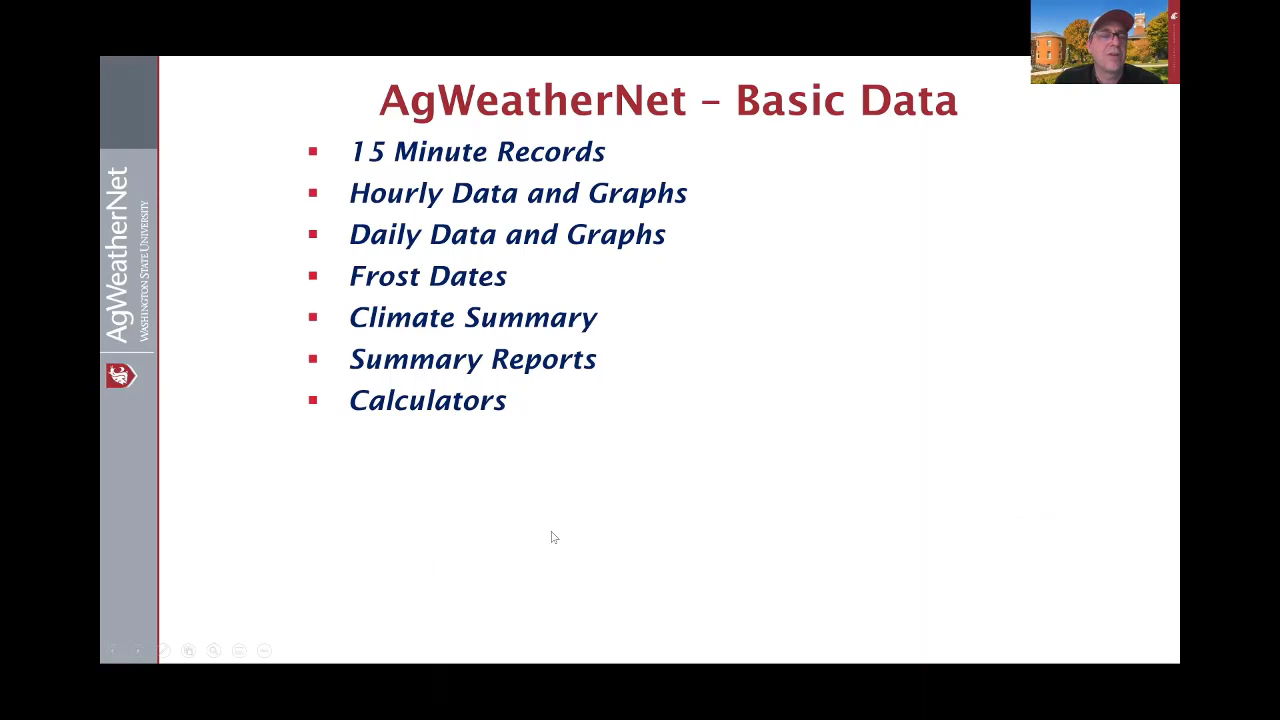 AgWeatherNet – Basic Data
15 Minute Records
Hourly Data and Graphs
Daily Data and Graphs
Frost Dates
Climate Summary
Summary Reports
Calculators
AgWeatherNet
WASHINGTON STATE UNIVERSITY